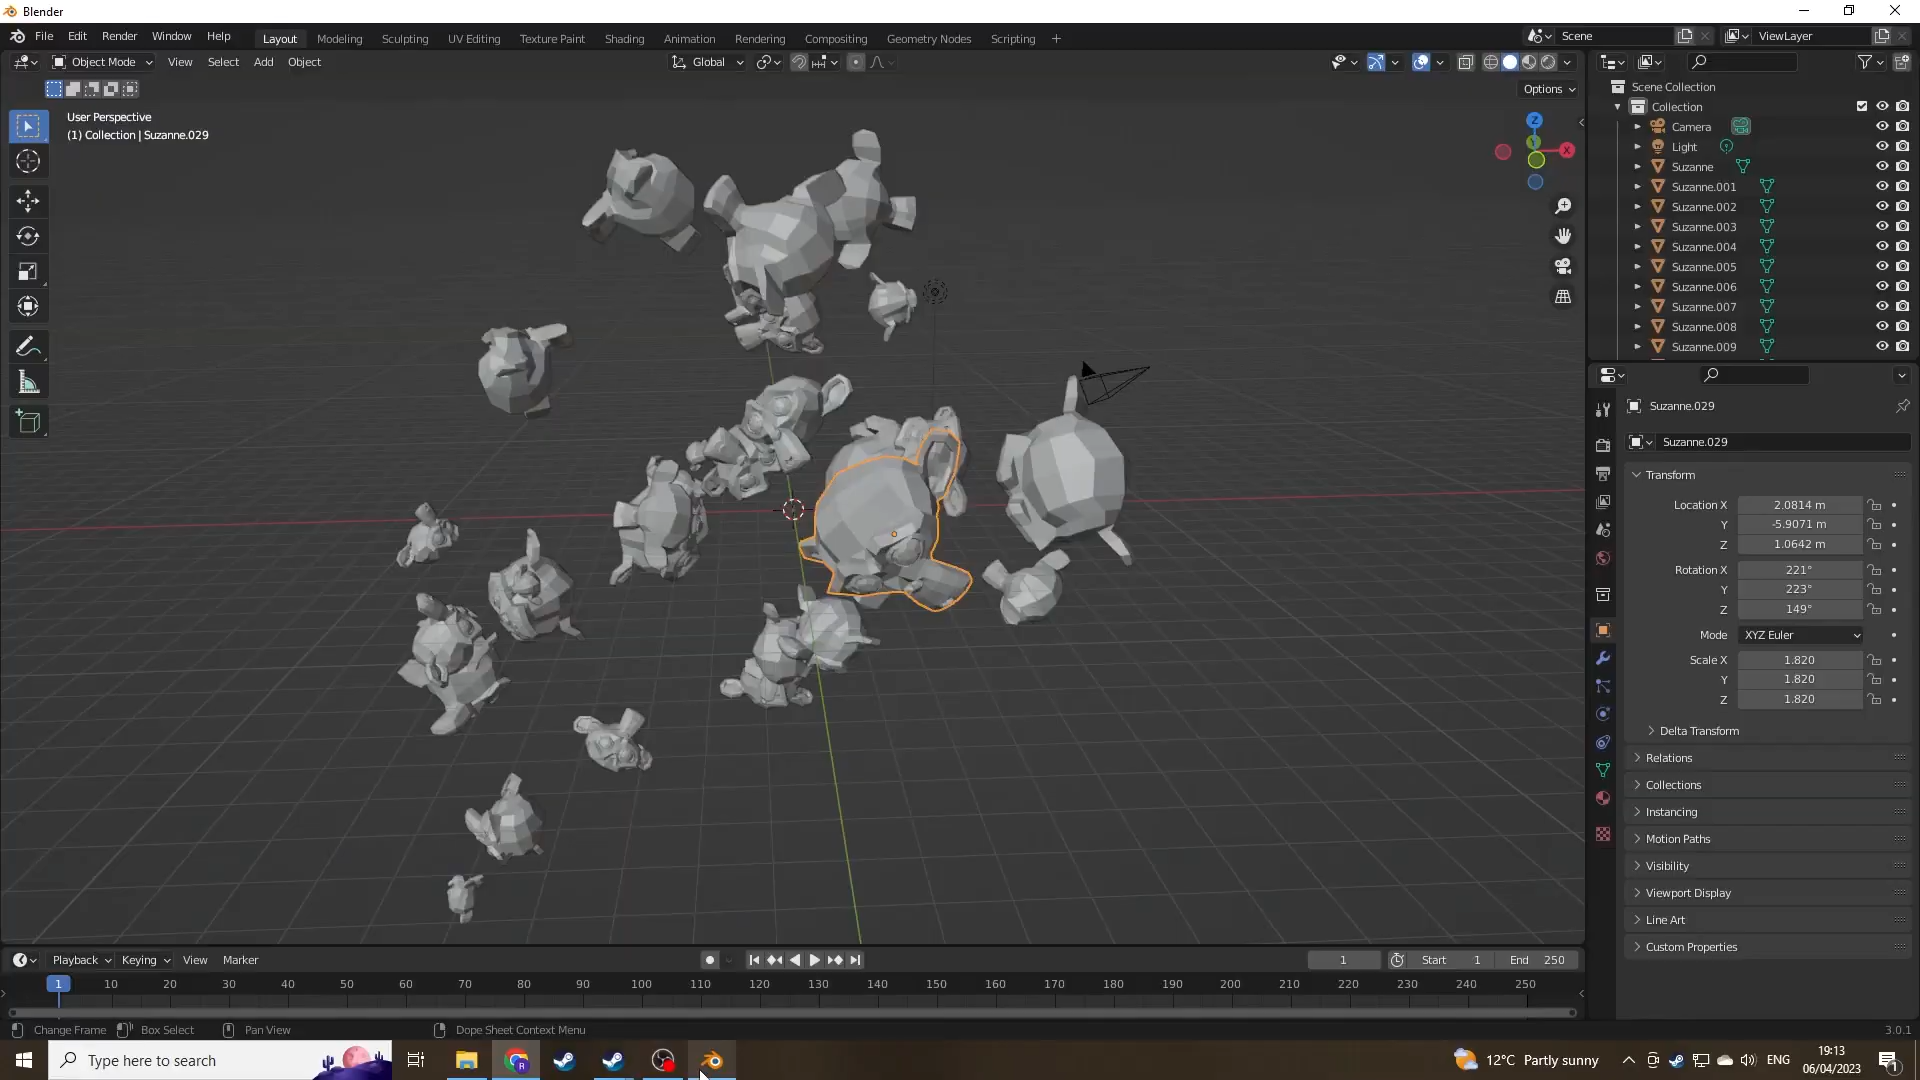 Blender
File Edit Render Window Help
Layout Modeling Sculpting UV Editing Texture Paint Shading Animation Rendering Compositing Geometry Nodes Scripting +
Scene
ViewLayer
Object Mode View Select Add Object
Global
Options
User Perspective
(1) Collection | Suzanne.029
Z
X
Scene Collection
Collection
Camera
Light
Suzanne
Suzanne.001
Suzanne.002
Suzanne.003
Suzanne.004
Suzanne.005
Suzanne.006
Suzanne.007
Suzanne.008
Suzanne.009
Suzanne.029
Suzanne.029
Transform
Location X 2.0814 m
Y -5.9071 m
Z 1.0642 m
Rotation X 221°
Y 223°
Z 149°
Mode XYZ Euler
Scale X 1.820
Y 1.820
Z 1.820
Delta Transform
Relations
Collections
Instancing
Motion Paths
Visibility
Viewport Display
Line Art
Custom Properties
Playback Keying View Marker
1 Start 1 End 250
1 10 20 30 40 50 60 70 80 90 100 110 120 130 140 150 160 170 180 190 200 210 220 230 240 250
Change Frame Box Select Pan View Dope Sheet Context Menu 3.0.1
Type here to search
R
12°C Partly sunny
ENG
19:13
06/04/2023
1